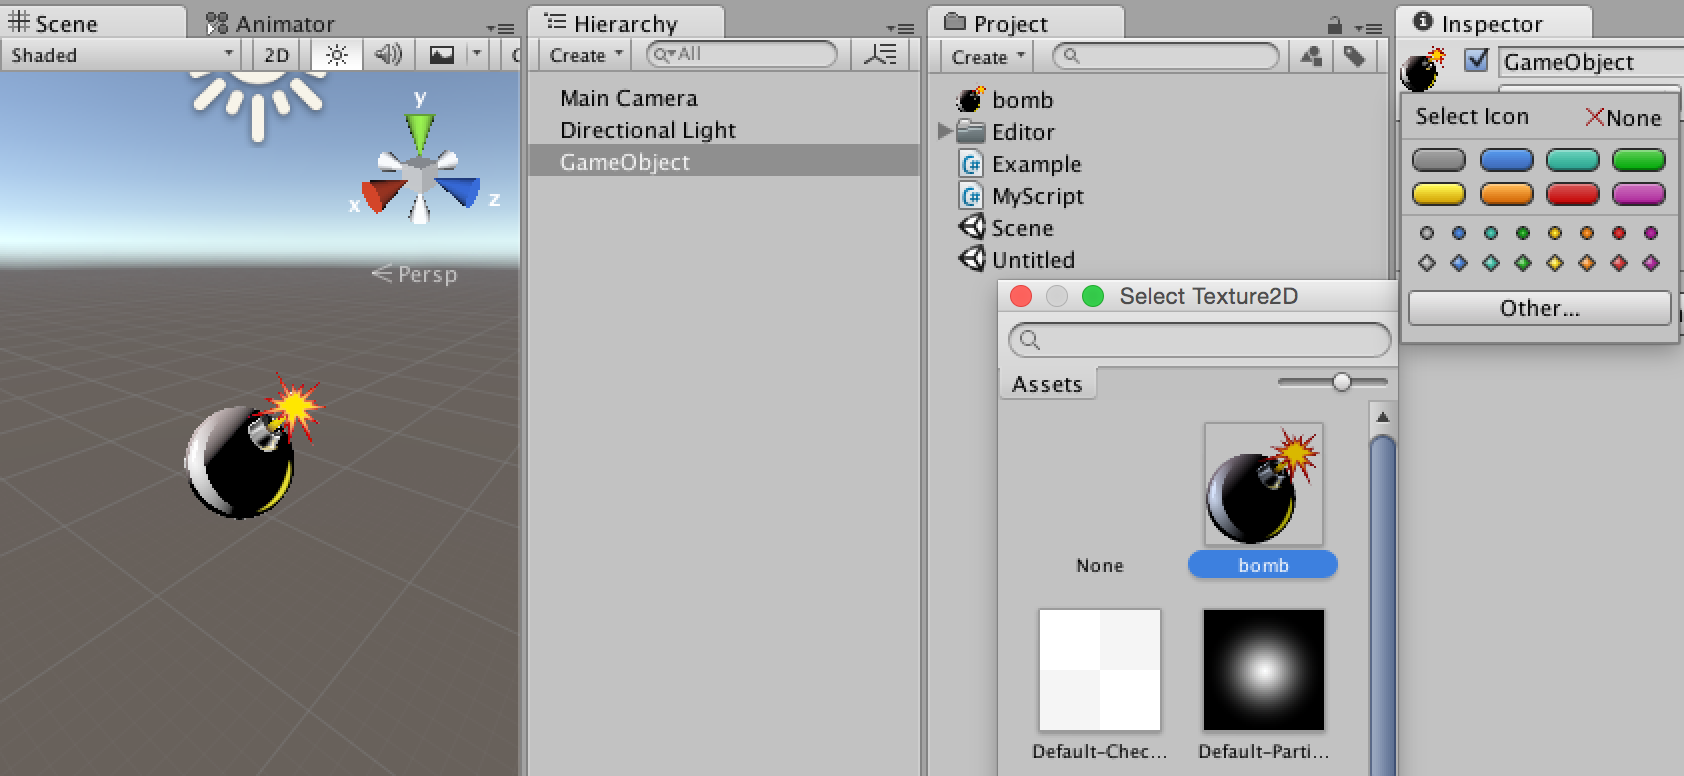 Scene
Animator
Shaded
2D
y
x
z
Persp
Hierarchy
Create
All
Main Camera
Directional Light
GameObject
Project
Create
bomb
Editor
Example
MyScript
Scene
Untitled
Select Texture2D
Assets
None
bomb
Default-Chec...
Default-Parti...
Inspector
GameObject
Select Icon
None
Other...